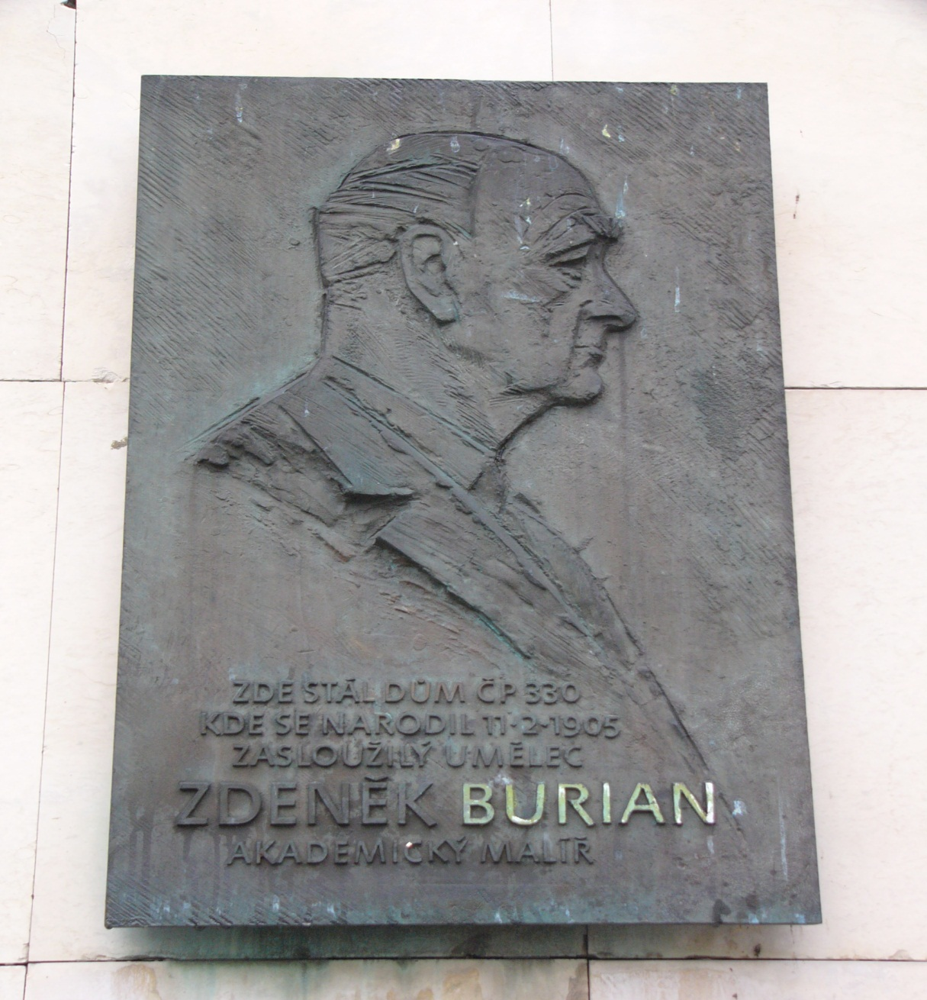 ZDE STÁL DŮM ČP. 330
KDE SE NARODIL 11·2·1905
ZASLOUŽILÝ UMĚLEC
ZDENĚK BURIAN
AKADEMICKÝ MALÍŘ